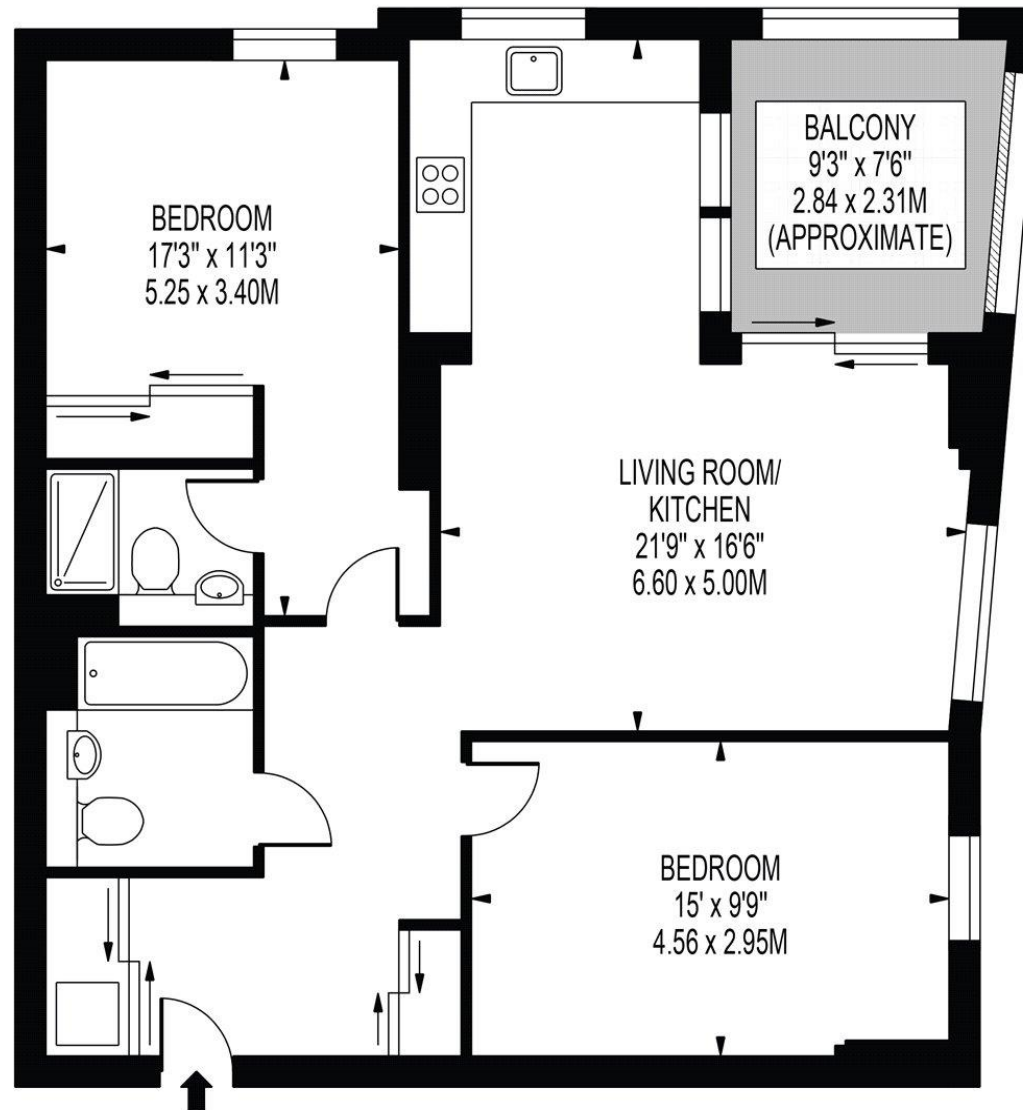 BALCONY
9'3" x 7'6"
2.84 x 2.31M
(APPROXIMATE)
BEDROOM
17'3" x 11'3"
5.25 x 3.40M
LIVING ROOM/
KITCHEN
21'9" x 16'6"
6.60 x 5.00M
BEDROOM
15' x 9'9"
4.56 x 2.95M